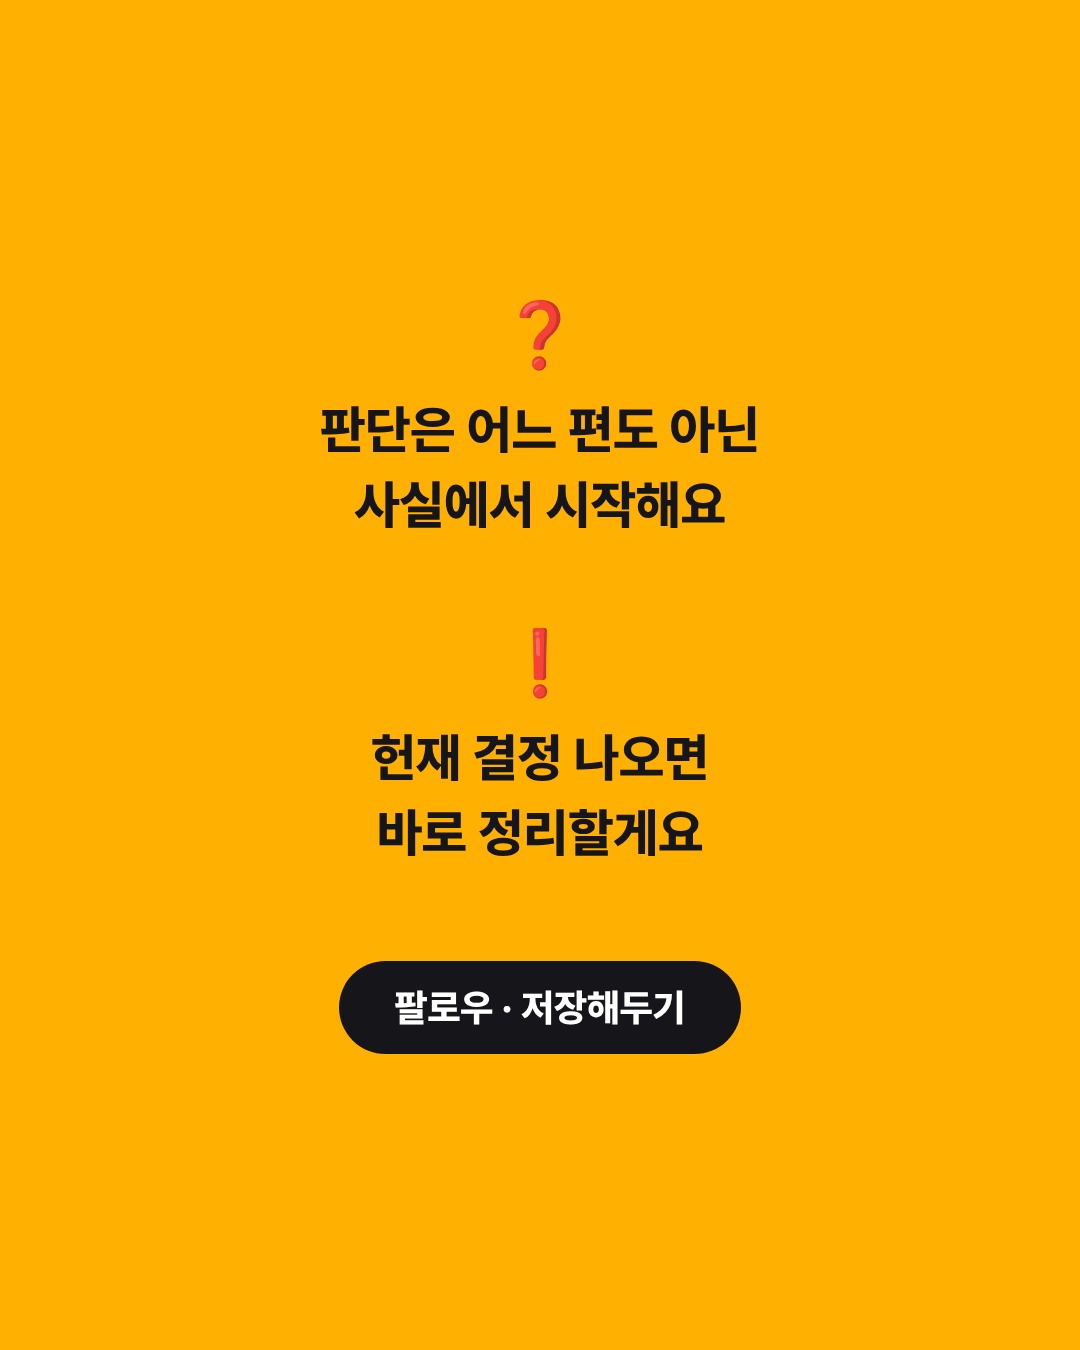 ❓
판단은 어느 편도 아닌
사실에서 시작해요
❗
헌재 결정 나오면
바로 정리할게요
팔로우 · 저장해두기